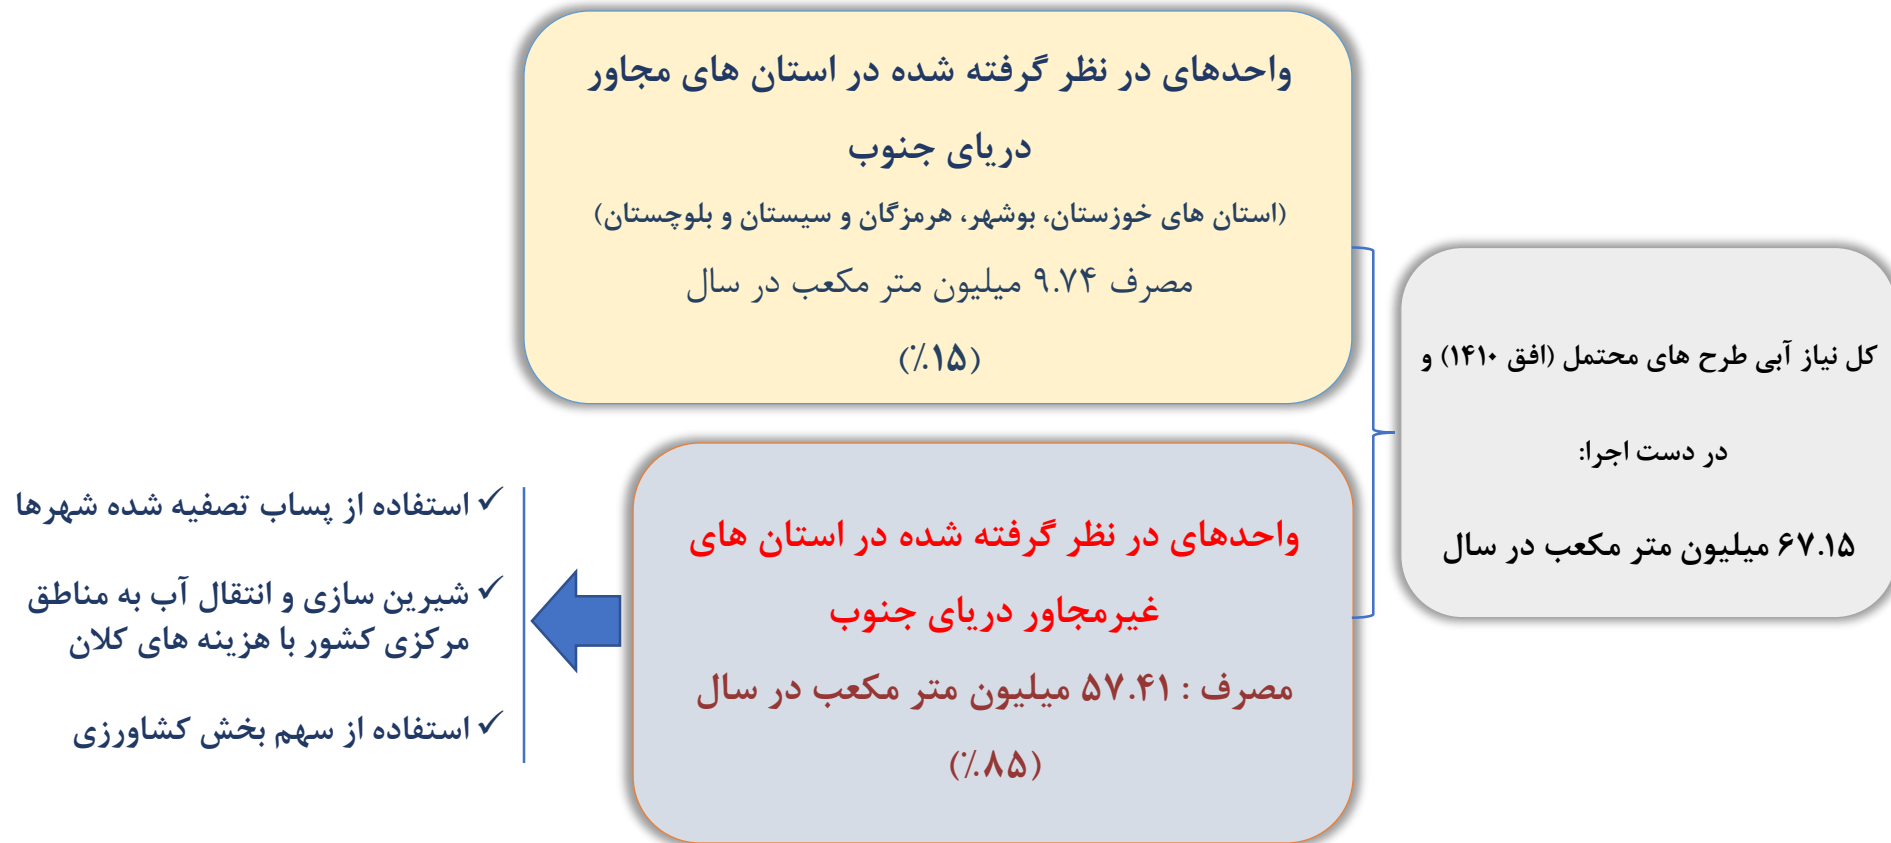 کل نیاز آبی طرح های محتمل (افق ۱۴۱۰) و
در دست اجرا:
۶۷.۱۵ میلیون متر مکعب در سال
واحدهای در نظر گرفته شده در استان های مجاور
دریای جنوب
(استان های خوزستان، بوشهر، هرمزگان و سیستان و بلوچستان)
مصرف ۹.۷۴ میلیون متر مکعب در سال
(٪۱۵)
واحدهای در نظر گرفته شده در استان های
غیرمجاور دریای جنوب
مصرف : ۵۷.۴۱ میلیون متر مکعب در سال
(٪۸۵)
✓ استفاده از پساب تصفیه شده شهرها
✓ شیرین سازی و انتقال آب به مناطق
مرکزی کشور با هزینه های کلان
✓ استفاده از سهم بخش کشاورزی